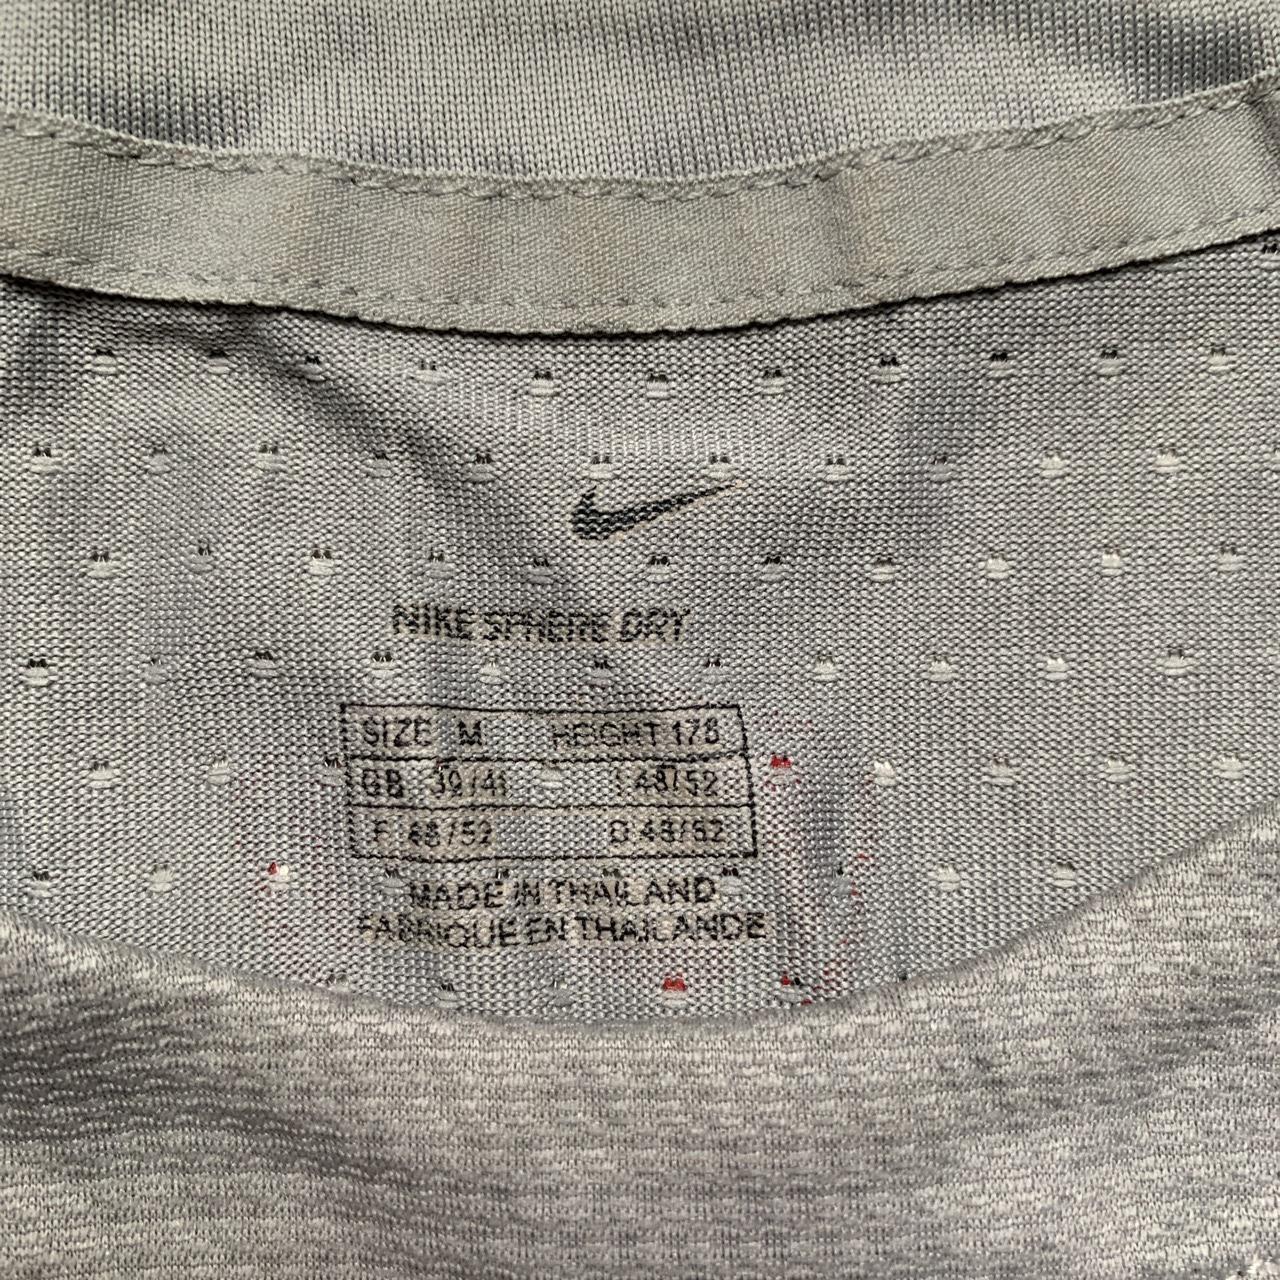 NIKE SPHERE DRY
SIZE M HEIGHT 178
GB 39/41 I 48/52
F 48/52 D 48/52
MADE IN THAILAND
FABRIQUE EN THAILANDE